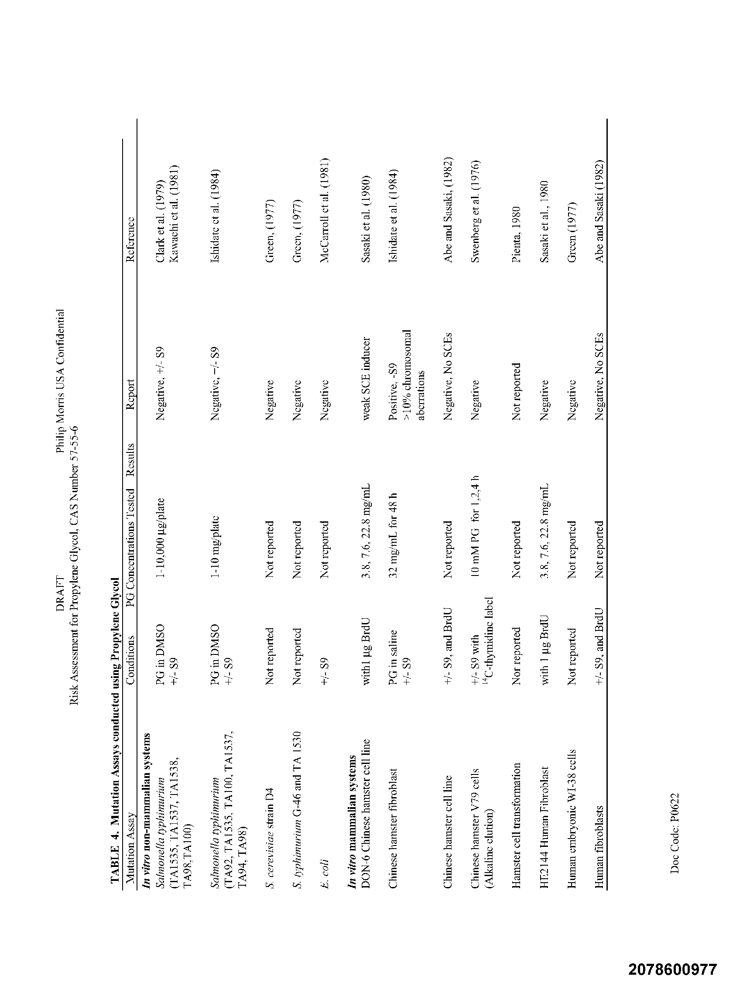 DRAFT Philip Morris USA Confidential
Risk Assessment for Propylene Glycol, CAS Number 57-55-6
TABLE 4. Mutation Assays conducted using Propylene Glycol
Mutation Assay Conditions PG Concentrations Tested Results Report Reference
In vitro non-mammalian systems
Salmonella typhimurium PG in DMSO 1-10,000 µg/plate Negative, +/- S9 Clark et al. (1979)
(TA1535, TA1537, TA1538, +/- S9 Kawachi et al. (1981)
TA98,TA100)
Salmonella typhimurium PG in DMSO 1-10 mg/plate Negative, –/- S9 Ishidate et al. (1984)
(TA92, TA1535, TA100, TA1537, +/- S9
TA94, TA98)
S. cerevisiae strain D4 Not reported Not reported Negative Green, (1977)
S. typhimurium G-46 and TA 1530 Not reported Not reported Negative Green, (1977)
E. coli +/- S9 Not reported Negative McCarroll et al. (1981)
In vitro mammalian systems
DON-6 Chinese hamster cell line with1 µg BrdU 3.8, 7.6, 22.8 mg/mL weak SCE inducer Sasaki et al. (1980)
Chinese hamster fibroblast PG in saline 32 mg/mL for 48 h Positive, -S9 Ishidate et al. (1984)
+/- S9 >10% chromosomal
aberrations
Chinese hamster cell line +/- S9, and BrdU Not reported Negative, No SCEs Abe and Sasaki, (1982)
Chinese hamster V79 cells +/- S9 with 10 mM PG for 1,2,4 h Negative Swenberg et al. (1976)
(Alkaline elution) 14C-thymidine label
Hamster cell transformation Nor reported Not reported Not reported Pienta, 1980
HE2144 Human Fibroblast with 1 µg BrdU 3.8, 7.6, 22.8 mg/mL Negative Sasaki et al., 1980
Human embryonic WI-38 cells Not reported Not reported Negative Green (1977)
Human fibroblasts +/- S9, and BrdU Not reported Negative, No SCEs Abe and Sasaki (1982)
Doc Code: P0622
2078600977